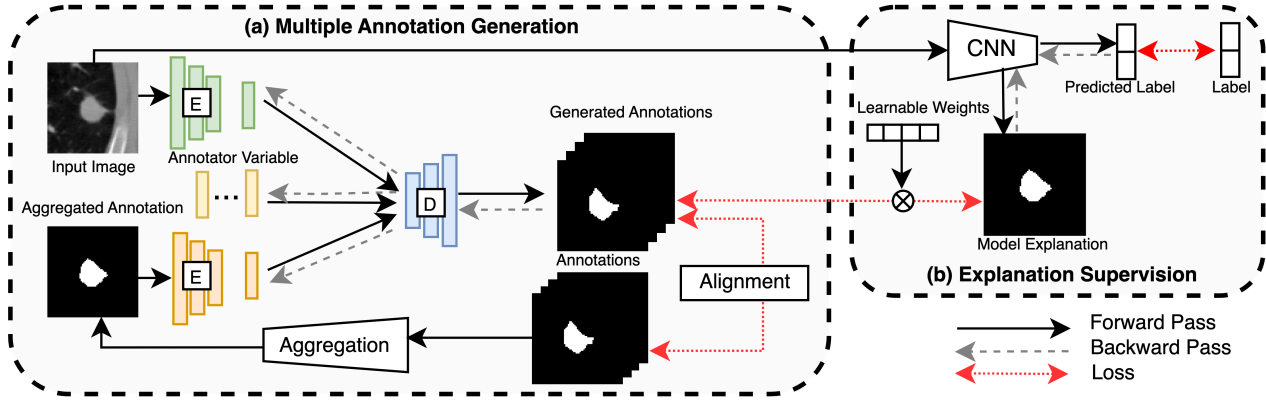 (a) Multiple Annotation Generation
E
Input Image
Annotator Variable
...
Aggregated Annotation
E
D
Generated Annotations
Annotations
Alignment
Aggregation
CNN
Predicted Label
Label
Learnable Weights
Model Explanation
(b) Explanation Supervision
Forward Pass
Backward Pass
Loss